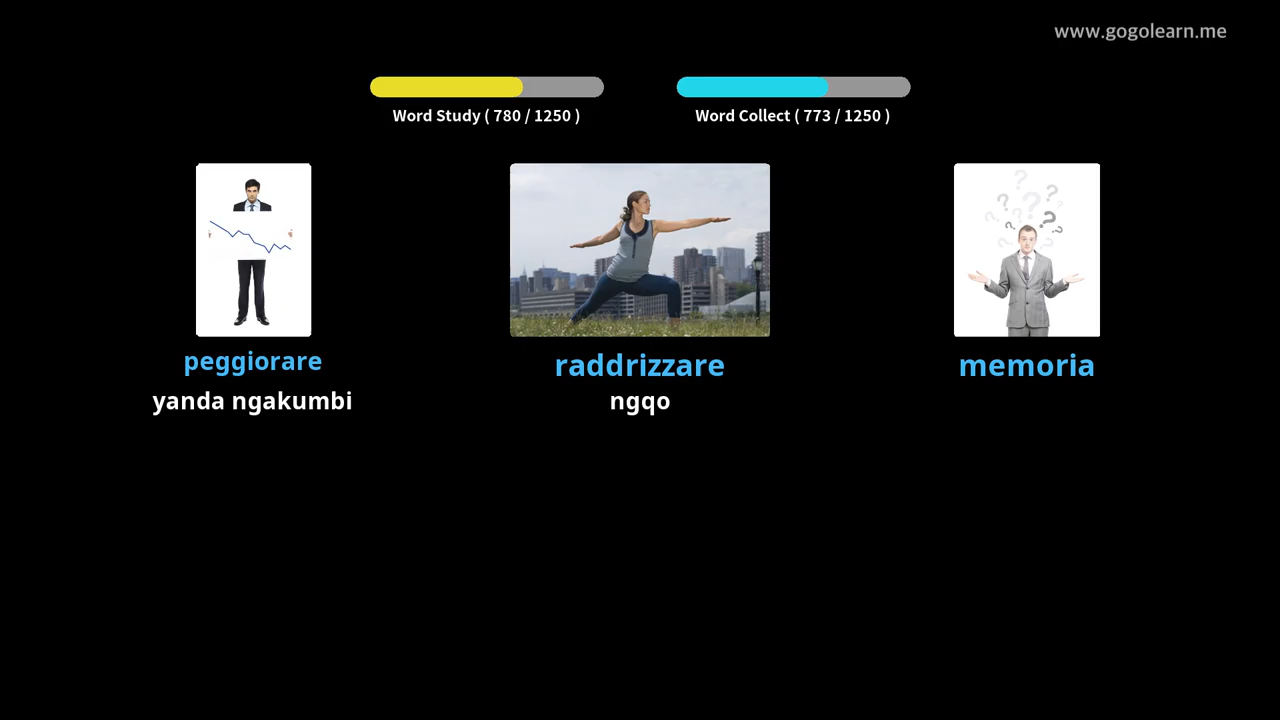 www.gogolearn.me
Word Study ( 780 / 1250 )
Word Collect ( 773 / 1250 )
peggiorare
raddrizzare
memoria
yanda ngakumbi
ngqo